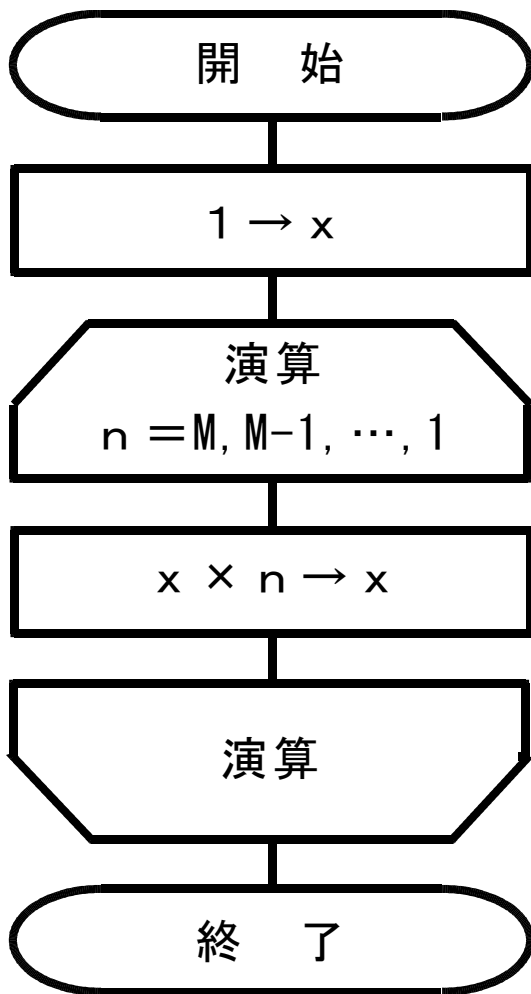 開　始
1 → x
演算
n ＝M, M-1, …, 1
x × n → x
演算
終　了